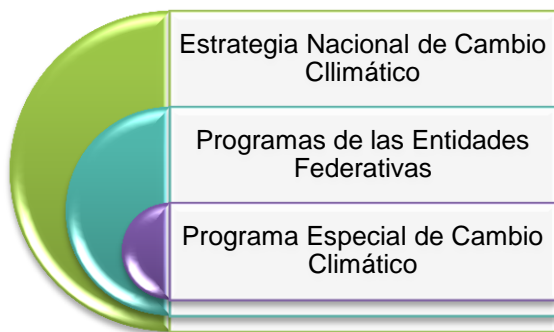 Estrategia Nacional de Cambio
Cllimático
Programas de las Entidades
Federativas
Programa Especial de Cambio
Climático